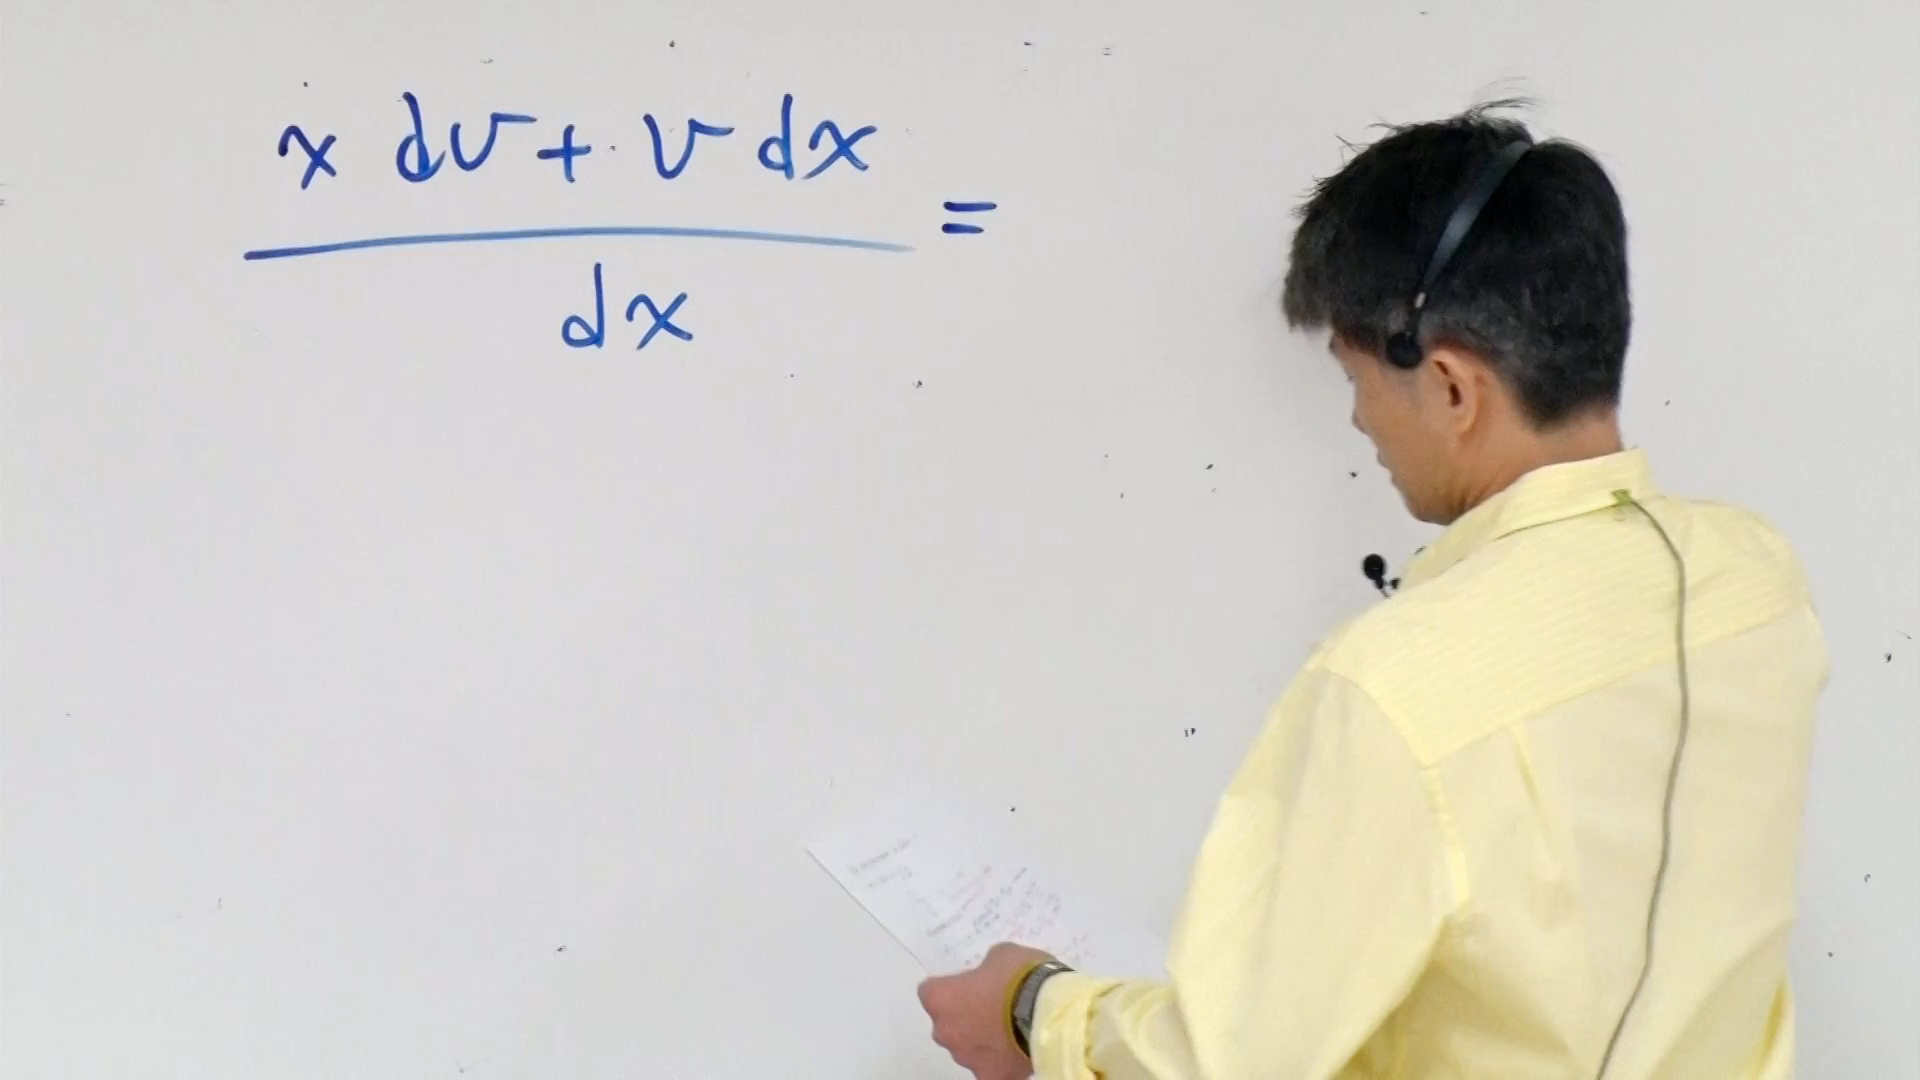 x dv + v dx
=
dx